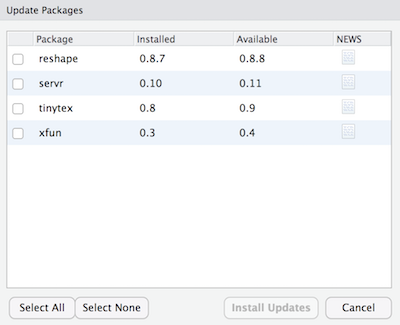 Update Packages
Package Installed Available NEWS
reshape 0.8.7 0.8.8
servr 0.10 0.11
tinytex 0.8 0.9
xfun 0.3 0.4
Select All Select None Install Updates Cancel